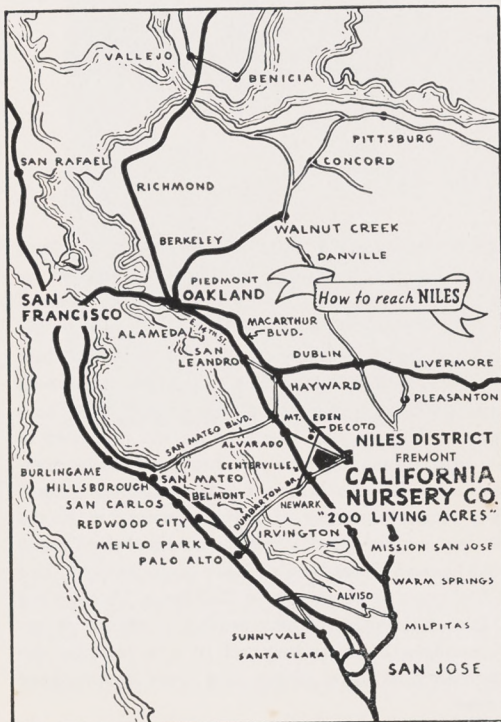 VALLEJO
BENICIA
PITTSBURG
SAN RAFAEL
CONCORD
RICHMOND
WALNUT CREEK
BERKELEY
DANVILLE
PIEDMONT
OAKLAND
How to reach NILES
SAN
FRANCISCO
ALAMEDA
E. 14TH ST.
MACARTHUR
BLVD.
SAN
LEANDRO
DUBLIN
LIVERMORE
HAYWARD
PLEASANTON
MT. EDEN
DECOTO
SAN MATEO BLVD.
ALVARADO
NILES DISTRICT
FREMONT
CENTERVILLE
CALIFORNIA
NURSERY CO.
"200 LIVING ACRES"
BURLINGAME
HILLSBOROUGH
SAN MATEO
BELMONT
SAN CARLOS
DUMBARTON BR.
NEWARK
REDWOOD CITY
IRVINGTON
MENLO PARK
MISSION SAN JOSE
PALO ALTO
WARM SPRINGS
ALVISO
MILPITAS
SUNNYVALE
SANTA CLARA
SAN JOSE